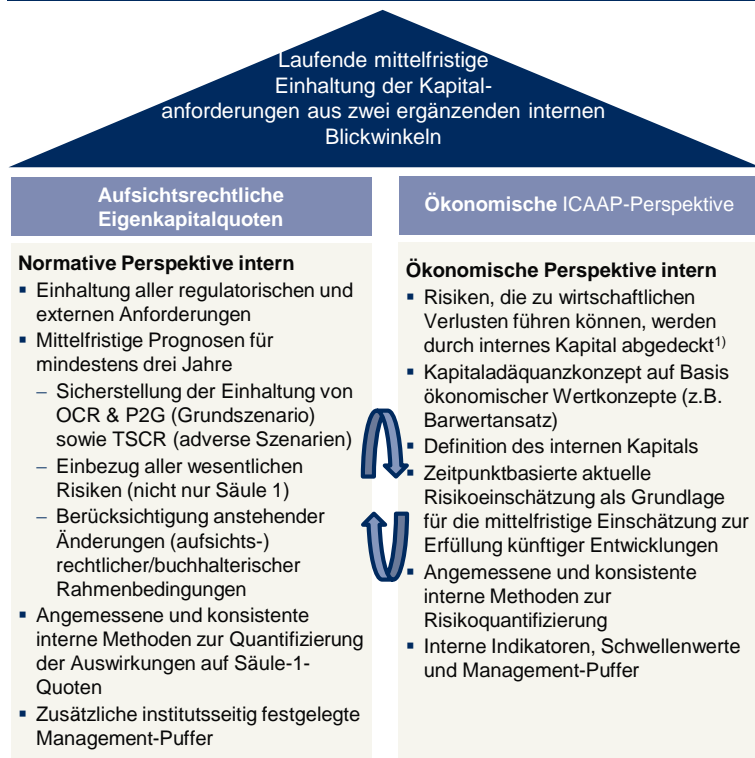 Laufende mittelfristige
Einhaltung der Kapital-
anforderungen aus zwei ergänzenden internen
Blickwinkeln
Aufsichtsrechtliche
Eigenkapitalquoten
Normative Perspektive intern
▪ Einhaltung aller regulatorischen und
externen Anforderungen
▪ Mittelfristige Prognosen für
mindestens drei Jahre
– Sicherstellung der Einhaltung von
OCR & P2G (Grundszenario)
sowie TSCR (adverse Szenarien)
– Einbezug aller wesentlichen
Risiken (nicht nur Säule 1)
– Berücksichtigung anstehender
Änderungen (aufsichts-)
rechtlicher/buchhalterischer
Rahmenbedingungen
▪ Angemessene und konsistente
interne Methoden zur Quantifizierung
der Auswirkungen auf Säule-1-
Quoten
▪ Zusätzliche institutsseitig festgelegte
Management-Puffer
Ökonomische ICAAP-Perspektive
Ökonomische Perspektive intern
▪ Risiken, die zu wirtschaftlichen
Verlusten führen können, werden
durch internes Kapital abgedeckt1)
▪ Kapitaladäquanzkonzept auf Basis
ökonomischer Wertkonzepte (z.B.
Barwertansatz)
▪ Definition des internen Kapitals
▪ Zeitpunktbasierte aktuelle
Risikoeinschätzung als Grundlage
für die mittelfristige Einschätzung zur
Erfüllung künftiger Entwicklungen
▪ Angemessene und konsistente
interne Methoden zur
Risikoquantifizierung
▪ Interne Indikatoren, Schwellenwerte
und Management-Puffer